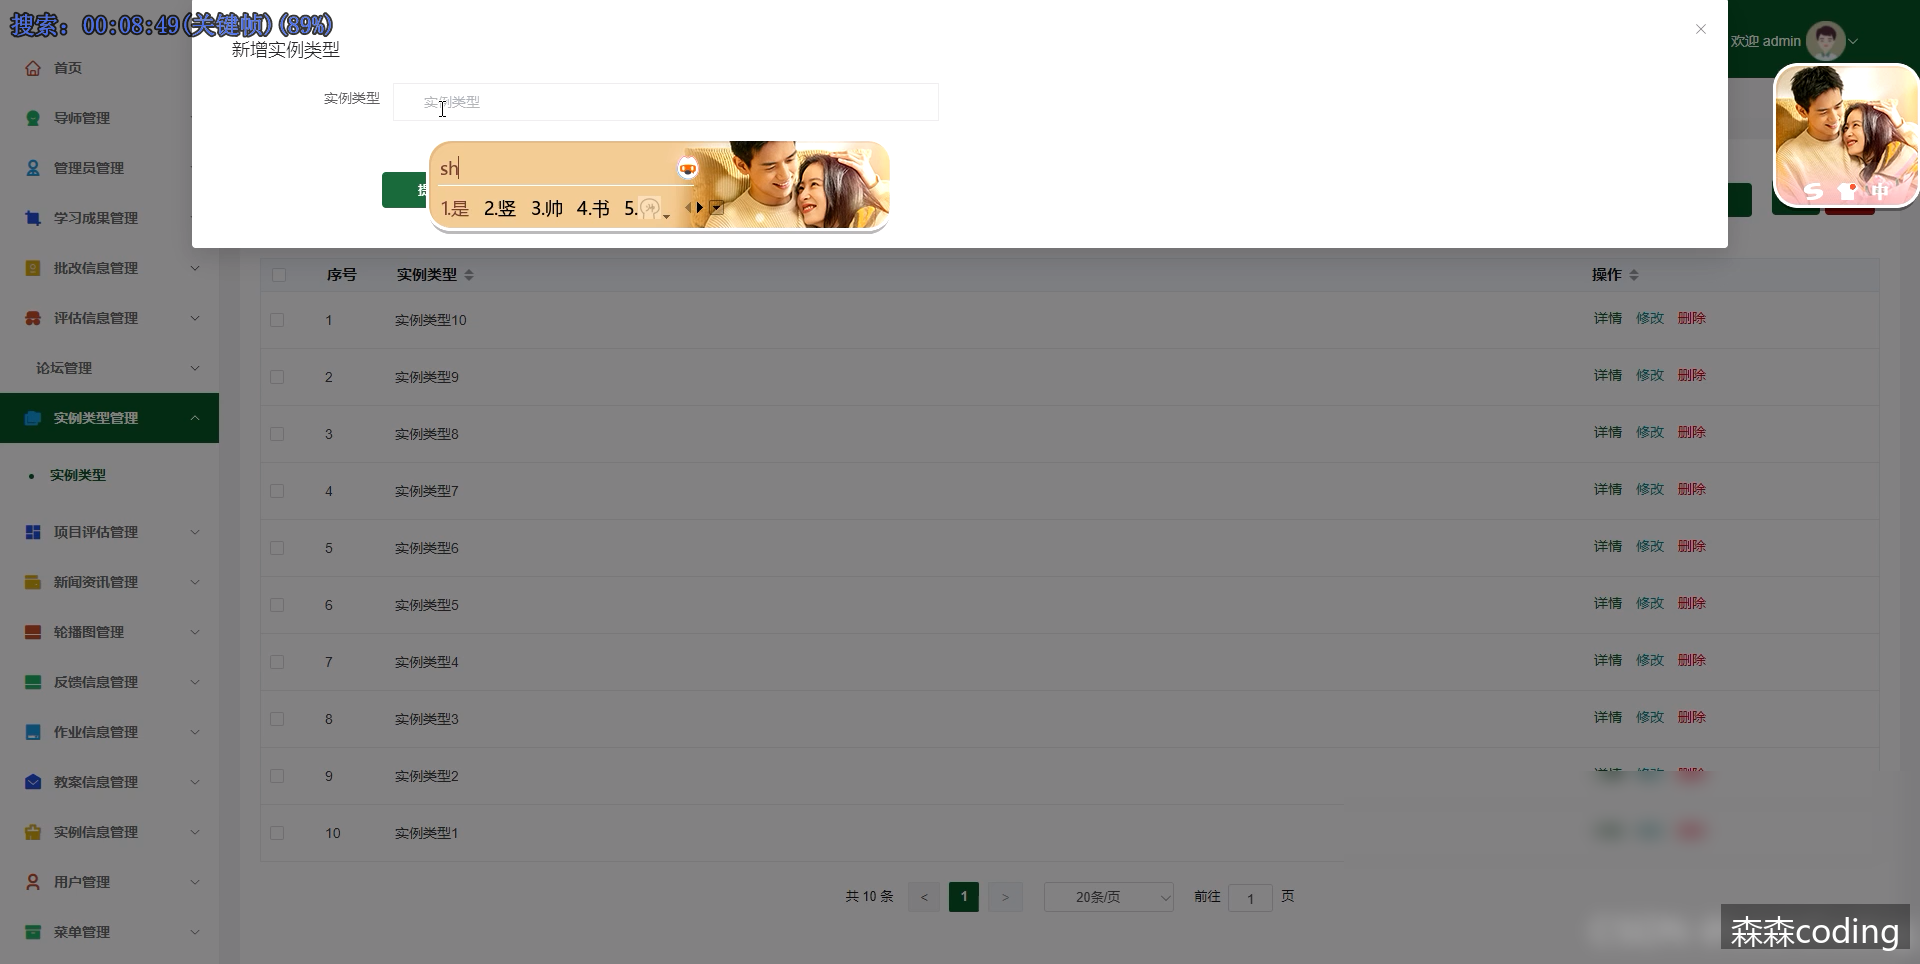 搜索：00:08:49(关键帧)(89%)
新增实例类型
欢迎 admin
实例类型
实例类型
sh
1.是 2.竖 3.帅 4.书 5.
中
首页
导师管理
管理员管理
学习成果管理
批改信息管理
评估信息管理
论坛管理
实例类型管理
实例类型
项目评估管理
新闻资讯管理
轮播图管理
反馈信息管理
作业信息管理
教案信息管理
实例信息管理
用户管理
菜单管理
序号 实例类型 操作
1 实例类型10 详情 修改 删除
2 实例类型9 详情 修改 删除
3 实例类型8 详情 修改 删除
4 实例类型7 详情 修改 删除
5 实例类型6 详情 修改 删除
6 实例类型5 详情 修改 删除
7 实例类型4 详情 修改 删除
8 实例类型3 详情 修改 删除
9 实例类型2
10 实例类型1
共 10 条 < 1 > 20条/页 前往 1 页
森森coding